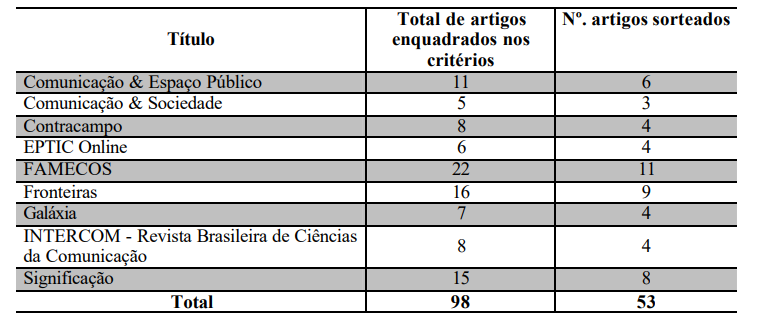 Título Total de artigos enquadrados nos critérios Nº. artigos sorteados
Comunicação & Espaço Público 11 6
Comunicação & Sociedade 5 3
Contracampo 8 4
EPTIC Online 6 4
FAMECOS 22 11
Fronteiras 16 9
Galáxia 7 4
INTERCOM - Revista Brasileira de Ciências
da Comunicação 8 4
Significação 15 8
Total 98 53